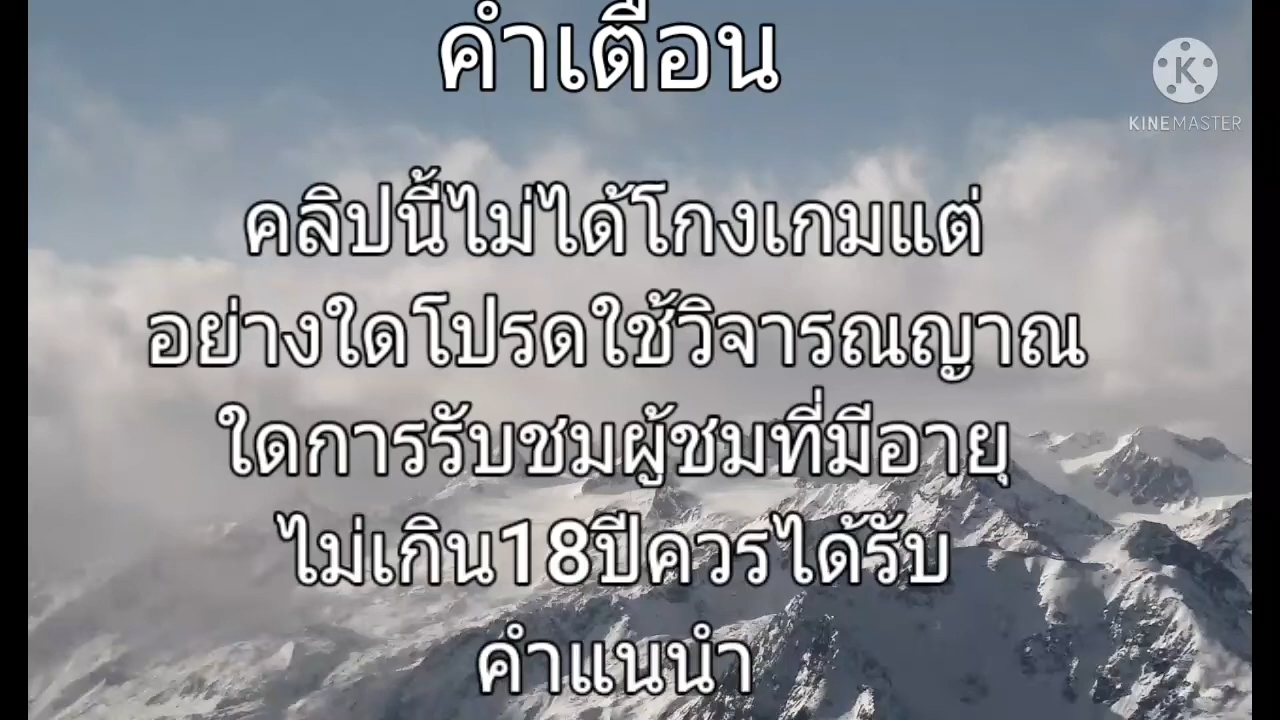 คำเตือน
KINEMASTER
คลิปนี้ไม่ได้โกงเกมแต่
อย่างใดโปรดใช้วิจารณญาณ
ใดการรับชมผู้ชมที่มีอายุ
ไม่เกิน18ปีควรได้รับ
คำแนนำ